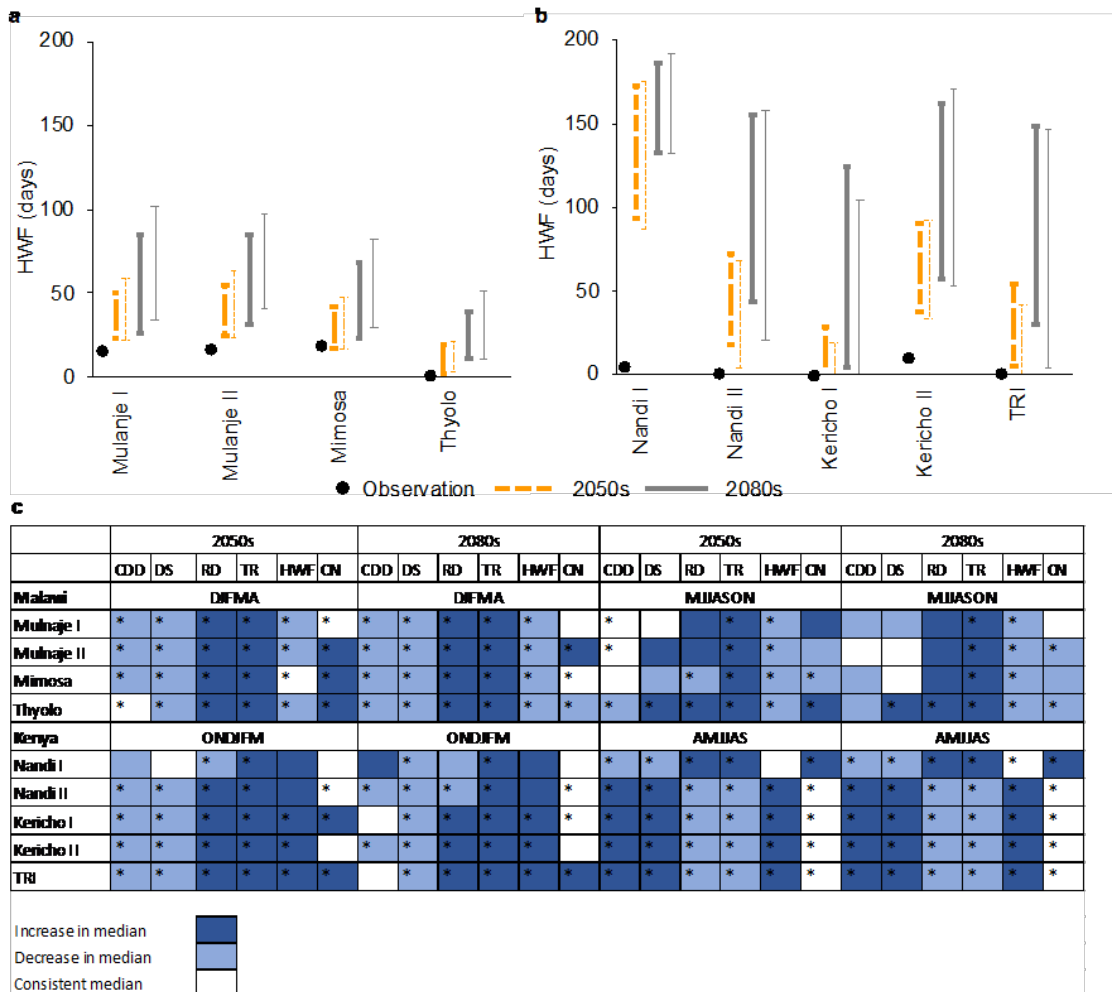 a
200
150
100
50
0
HWF (days)
Mulanje I
Mulanje II
Mimosa
Thyolo
b
200
150
100
50
0
HWF (days)
Nandi I
Nandi II
Kericho I
Kericho II
TRI
Observation 2050s 2080s
c
2050s 2080s 2050s 2080s
CDD DS RD TR HWF CN CDD DS RD TR HWF CN CDD DS RD TR HWF CN CDD DS RD TR HWF CN
Malawi DJFMA DJFMA MJJASON MJJASON
Mulnaje I * * * * * * * * * * * * * * * *
Mulnaje II * * * * * * * * * * * * * * * * * *
Mimosa * * * * * * * * * * * * * * * * * *
Thyolo * * * * * * * * * * * * * * * * * * * * * * *
Kenya ONDJFM ONDJFM AMJJAS AMJJAS
Nandi I * * * * * * * * * * * * * * *
Nandi II * * * * * * * * * * * * * * * * * * * * * *
Kericho I * * * * * * * * * * * * * * * * * * * * * * *
Kericho II * * * * * * * * * * * * * * * * * * * * * *
TRI * * * * * * * * * * * * * * * * * * * * * * *
Increase in median
Decrease in median
Consistent median